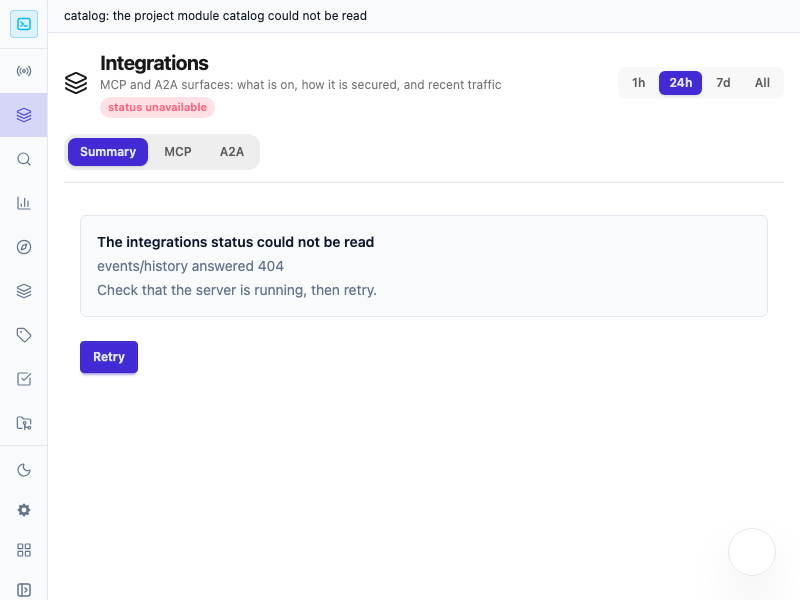 catalog: the project module catalog could not be read
Integrations
MCP and A2A surfaces: what is on, how it is secured, and recent traffic
status unavailable
1h 24h 7d All
Summary MCP A2A
The integrations status could not be read
events/history answered 404
Check that the server is running, then retry.
Retry